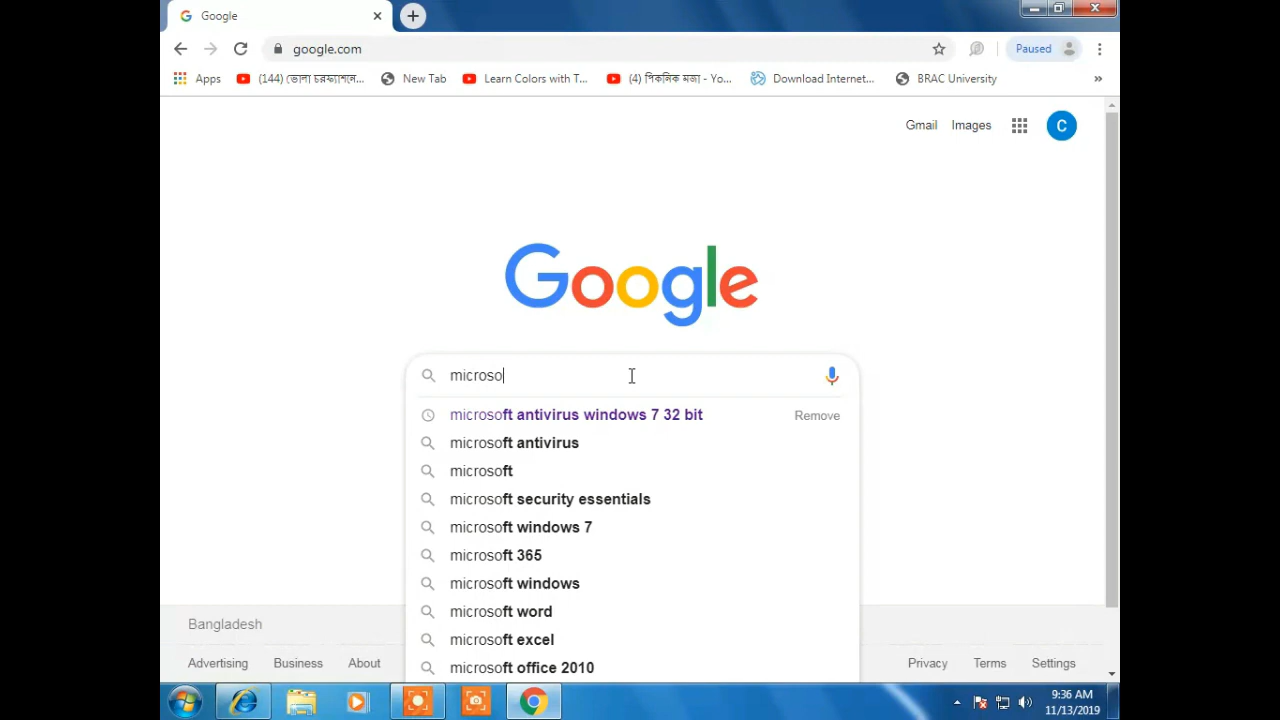 Google
google.com
Paused
Apps
(144) ভোলা চরফ্যাশনে...
New Tab
Learn Colors with T...
(4) পিকনিক মজা - Yo...
Download Internet...
BRAC University
»
Gmail
Images
C
Google
microso
microsoft antivirus windows 7 32 bit
Remove
microsoft antivirus
microsoft
microsoft security essentials
microsoft windows 7
microsoft 365
microsoft windows
microsoft word
microsoft excel
microsoft office 2010
Bangladesh
Advertising
Business
About
Privacy
Terms
Settings
9:36 AM
11/13/2019